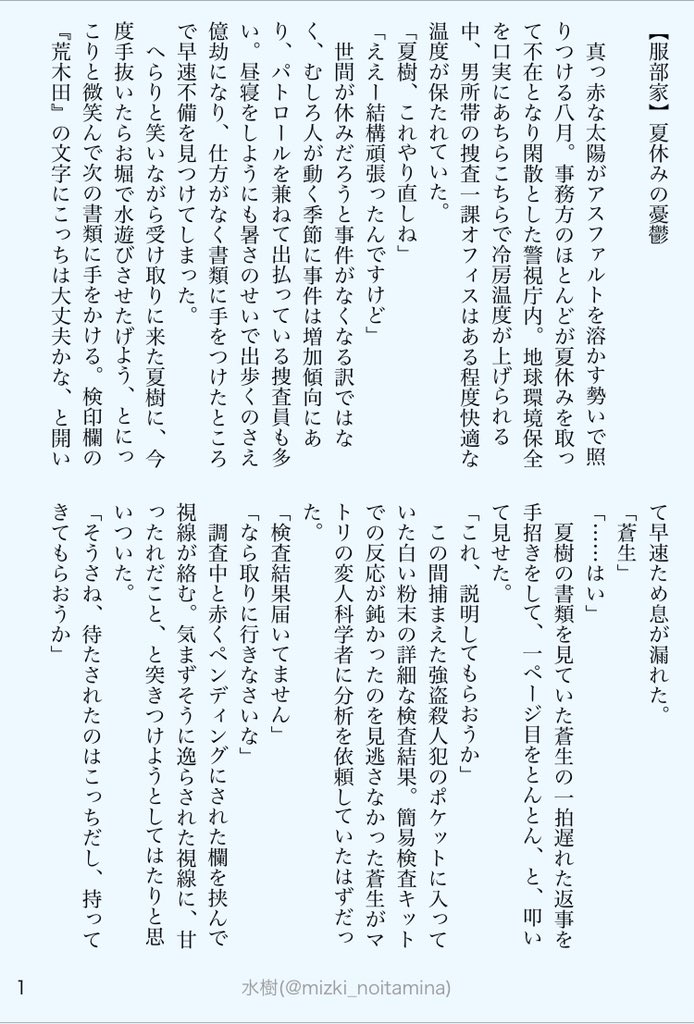 【服部家】夏休みの憂鬱
　真っ赤な太陽がアスファルトを溶かす勢いで照
りつける八月。事務方のほとんどが夏休みを取っ
て不在となり閑散とした警視庁内。地球環境保全
を口実にあちらこちらで冷房温度が上げられる
中、男所帯の捜査一課オフィスはある程度快適な
温度が保たれていた。
「夏樹、これやり直しね」
「ええー結構頑張ったんですけど」
　世間が休みだろうと事件がなくなる訳ではな
く、むしろ人が動く季節に事件は増加傾向にあ
り、パトロールを兼ねて出払っている捜査員も多
い。昼寝をしようにも暑さのせいで出歩くのさえ
億劫になり、仕方がなく書類に手をつけたところ
で早速不備を見つけてしまった。
　へらりと笑いながら受け取りに来た夏樹に、今
度手抜いたらお堀で水遊びさせたげよう、とにっ
こりと微笑んで次の書類に手をかける。検印欄の
『荒木田』の文字にこっちは大丈夫かな、と開い
て早速ため息が漏れた。
「蒼生」
「……はい」
　夏樹の書類を見ていた蒼生の一拍遅れた返事を
手招きをして、一ページ目をとんとん、と、叩い
て見せた。
「これ、説明してもらおうか」
　この間捕まえた強盗殺人犯のポケットに入って
いた白い粉末の詳細な検査結果。簡易検査キット
での反応が鈍かったのを見逃さなかった蒼生がマ
トリの変人科学者に分析を依頼していたはずだっ
た。
「検査結果届いてません」
「なら取りに行きなさいな」
　調査中と赤くペンディングにされた欄を挟んで
視線が絡む。気まずそうに逸らされた視線に、甘
ったれだこと、と突きつけようとしてはたりと思
いついた。
「そうさね、待たされたのはこっちだし、持って
きてもらおうか」
水樹(@mizki_noitamina)
1